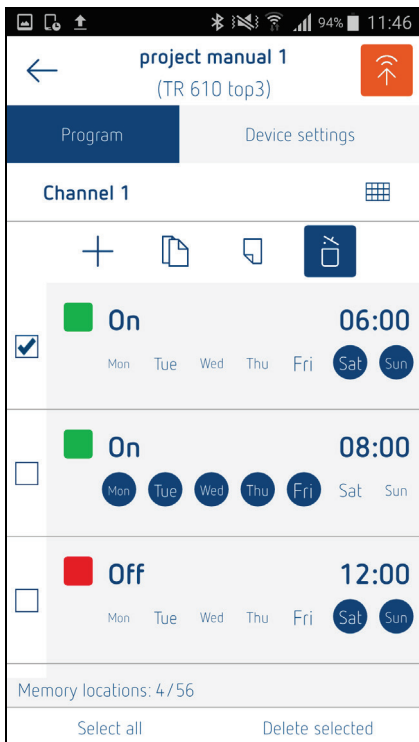 94% 11:46
project manual 1
(TR 610 top3)
Program Device settings
Channel 1
On 06:00
Mon Tue Wed Thu Fri Sat Sun
On 08:00
Mon Tue Wed Thu Fri Sat Sun
Off 12:00
Mon Tue Wed Thu Fri Sat Sun
Memory locations: 4/56
Select all Delete selected